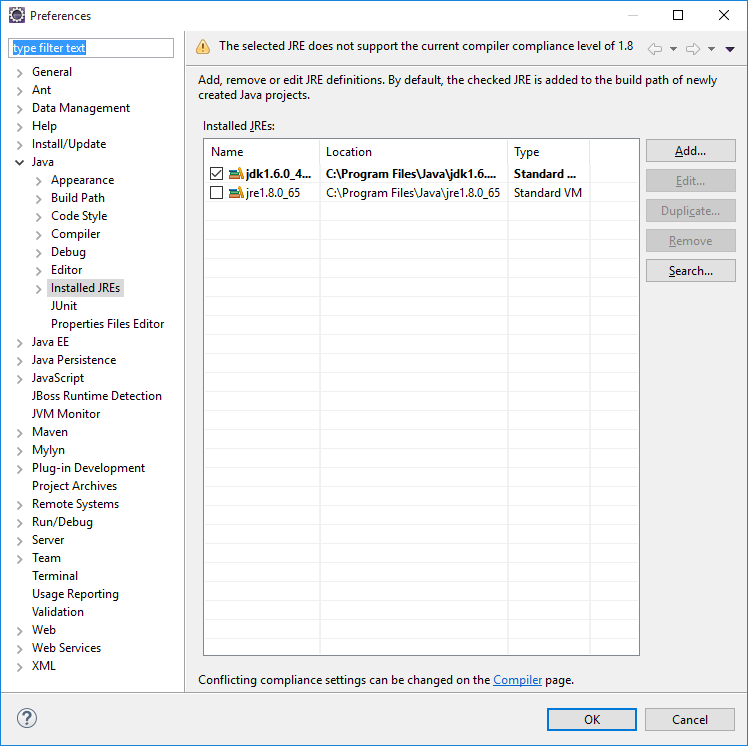 Preferences
type filter text
General
Ant
Data Management
Help
Install/Update
Java
Appearance
Build Path
Code Style
Compiler
Debug
Editor
Installed JREs
JUnit
Properties Files Editor
Java EE
Java Persistence
JavaScript
JBoss Runtime Detection
JVM Monitor
Maven
Mylyn
Plug-in Development
Project Archives
Remote Systems
Run/Debug
Server
Team
Terminal
Usage Reporting
Validation
Web
Web Services
XML
The selected JRE does not support the current compiler compliance level of 1.8
Add, remove or edit JRE definitions. By default, the checked JRE is added to the build path of newly
created Java projects.
Installed JREs:
Name Location Type
jdk1.6.0_4... C:\Program Files\Java\jdk1.6.... Standard ...
jre1.8.0_65 C:\Program Files\Java\jre1.8.0_65 Standard VM
Add...
Edit...
Duplicate...
Remove
Search...
Conflicting compliance settings can be changed on the Compiler page.
?
OK
Cancel